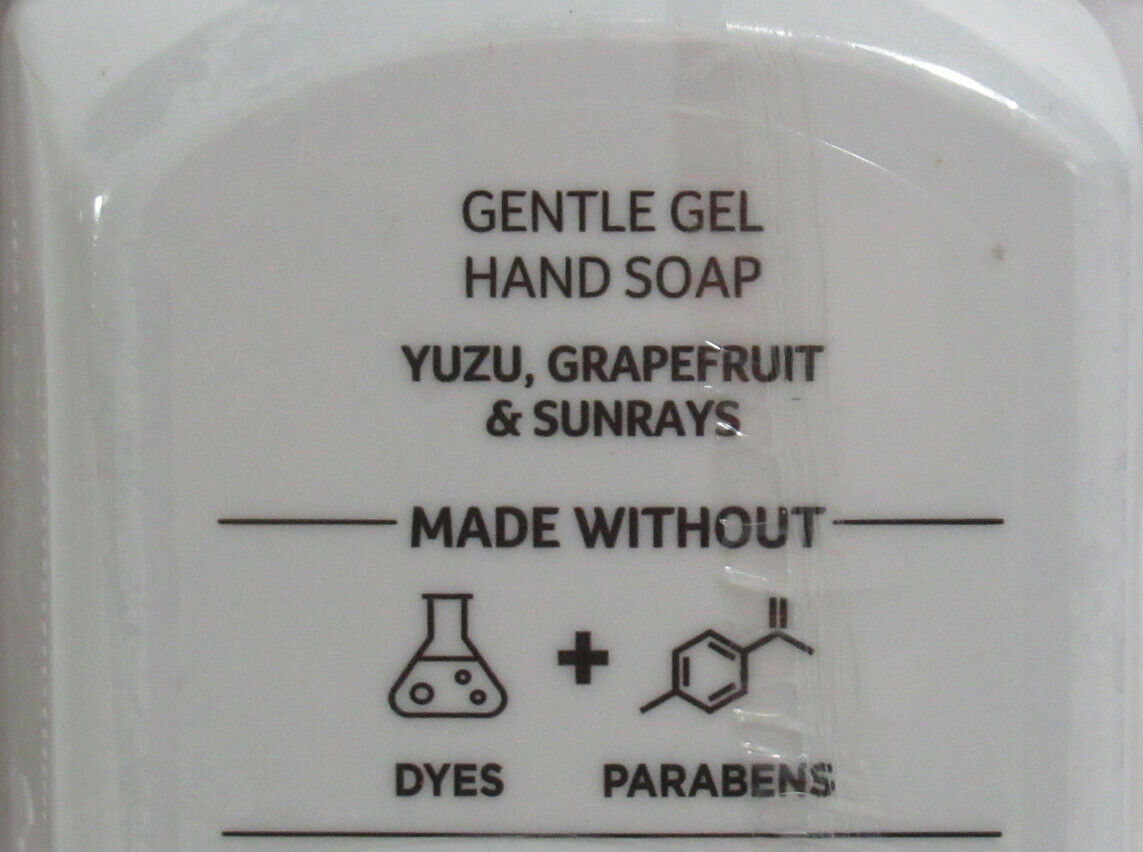 GENTLE GEL
HAND SOAP
YUZU, GRAPEFRUIT
& SUNRAYS
MADE WITHOUT
DYES
PARABENS